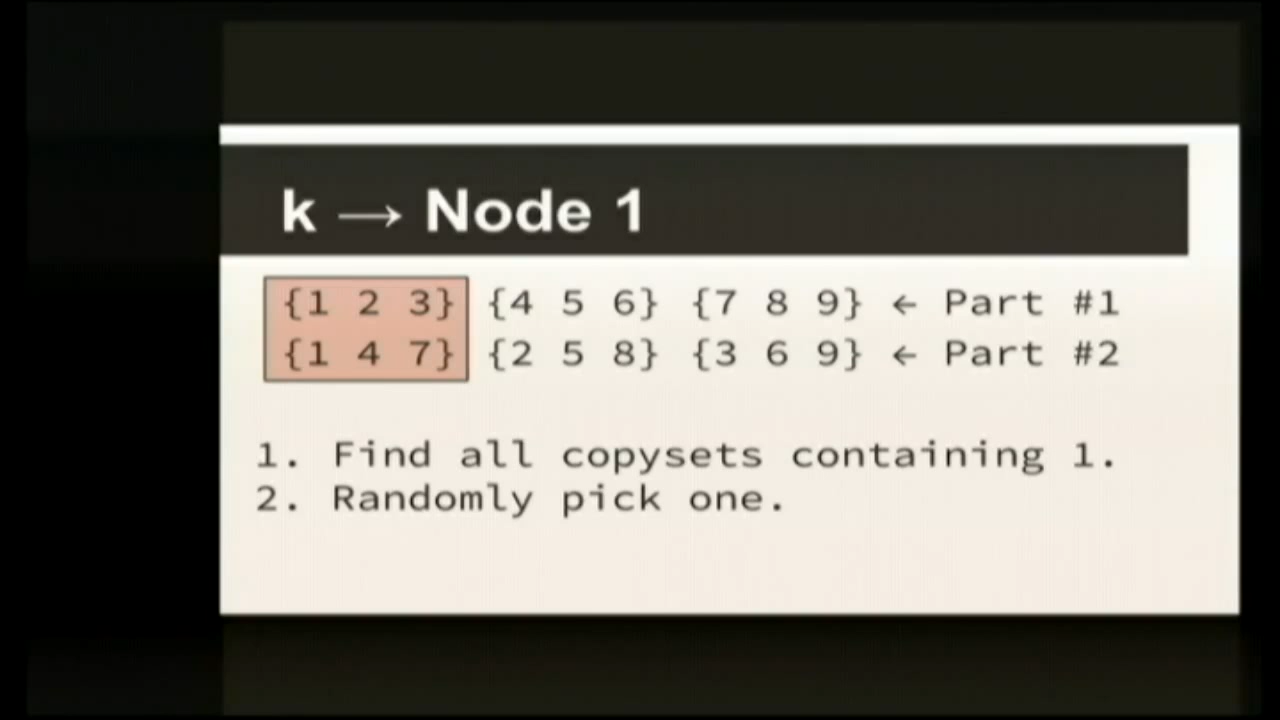 k → Node 1
{1 2 3} {4 5 6} {7 8 9} ← Part #1
{1 4 7} {2 5 8} {3 6 9} ← Part #2
1. Find all copysets containing 1.
2. Randomly pick one.